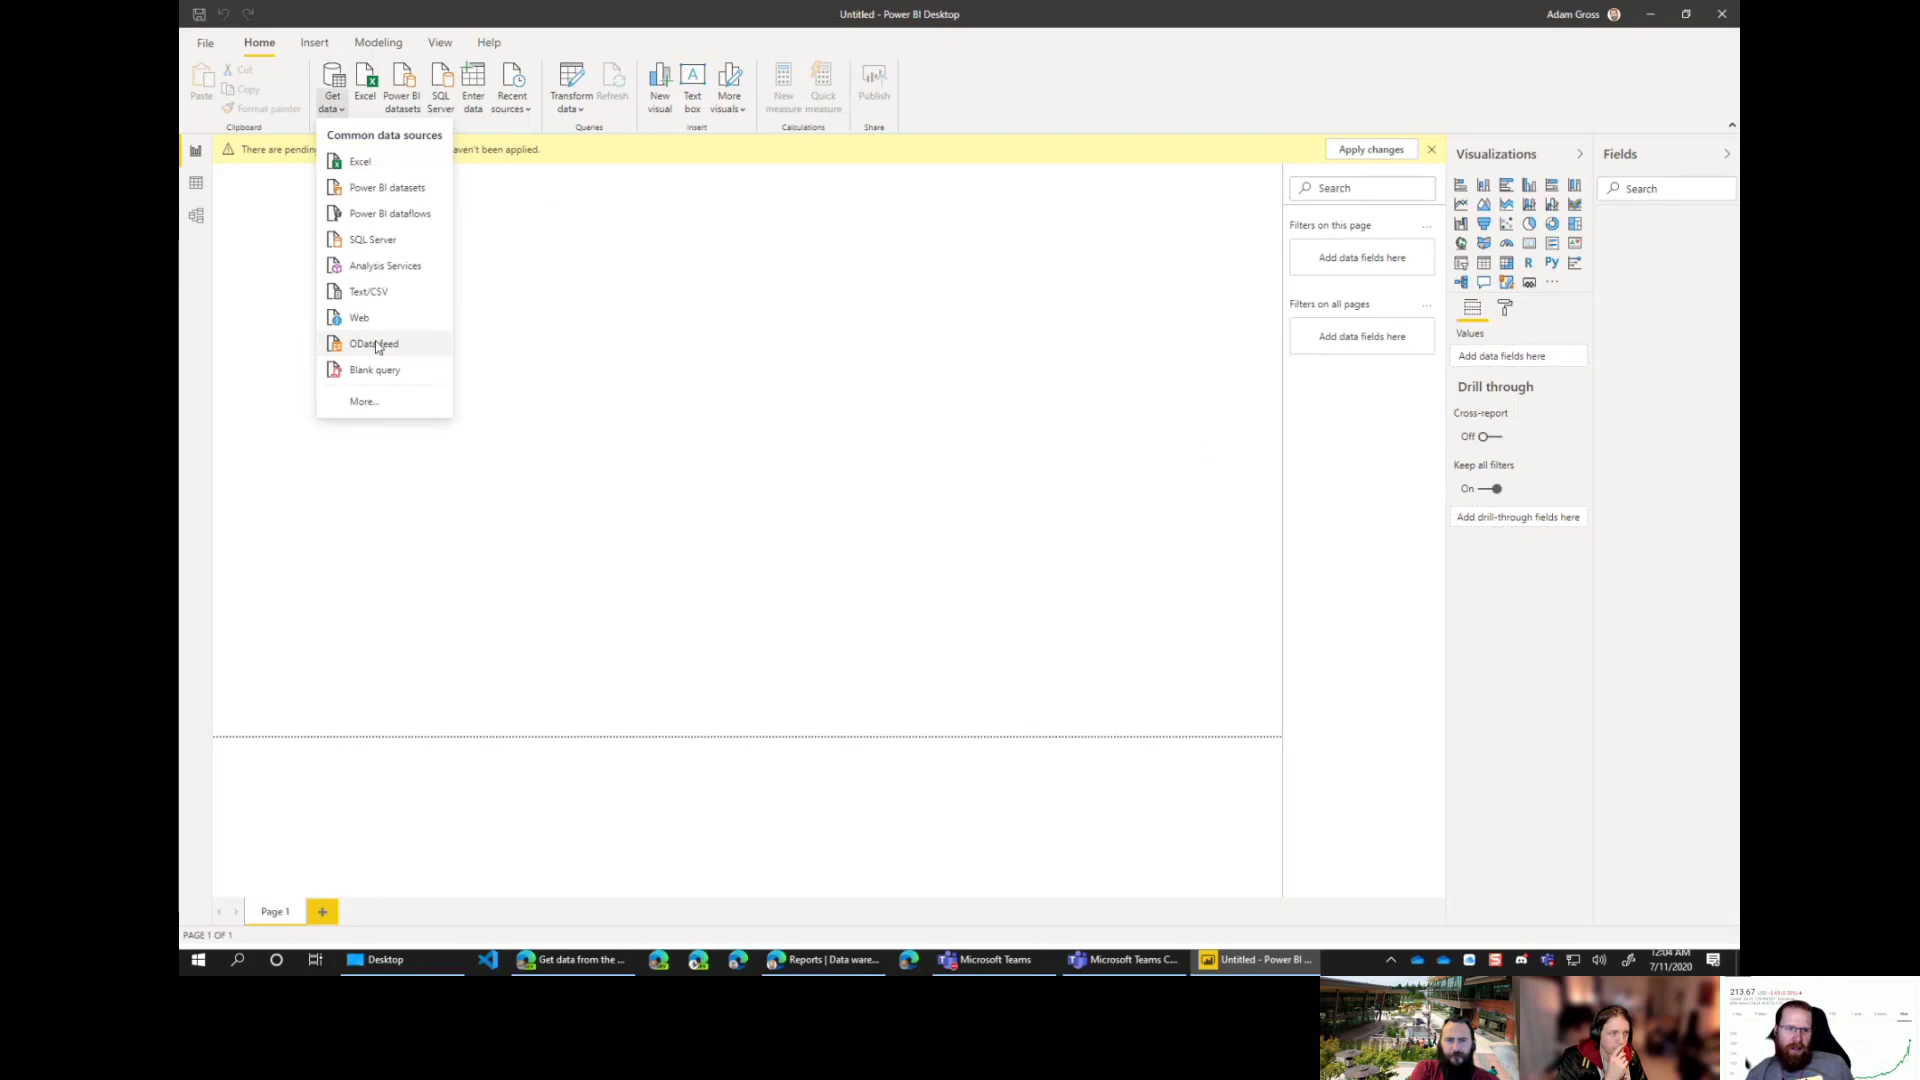 Untitled - Power BI Desktop
Adam Gross
File
Home
Insert
Modeling
View
Help
Paste
Cut
Copy
Format painter
Clipboard
Get data
Excel
Power BI datasets
SQL Server
Enter data
Recent sources
Transform data
Refresh
Queries
New visual
Text box
More visuals
Insert
New measure
Quick measure
Calculations
Publish
Share
There are pending
aven't been applied.
Apply changes
Common data sources
Excel
Power BI datasets
Power BI dataflows
SQL Server
Analysis Services
Text/CSV
Web
OData feed
Blank query
More...
Search
Filters on this page
...
Add data fields here
Filters on all pages
...
Add data fields here
Visualizations
R
Py
...
Values
Add data fields here
Drill through
Cross-report
Off
Keep all filters
On
Add drill-through fields here
Fields
Search
Page 1
PAGE 1 OF 1
Desktop
Get data from the ...
Reports | Data ware...
Microsoft Teams
Microsoft Teams C...
Untitled - Power BI ...
12:04 AM
7/11/2020
213.67